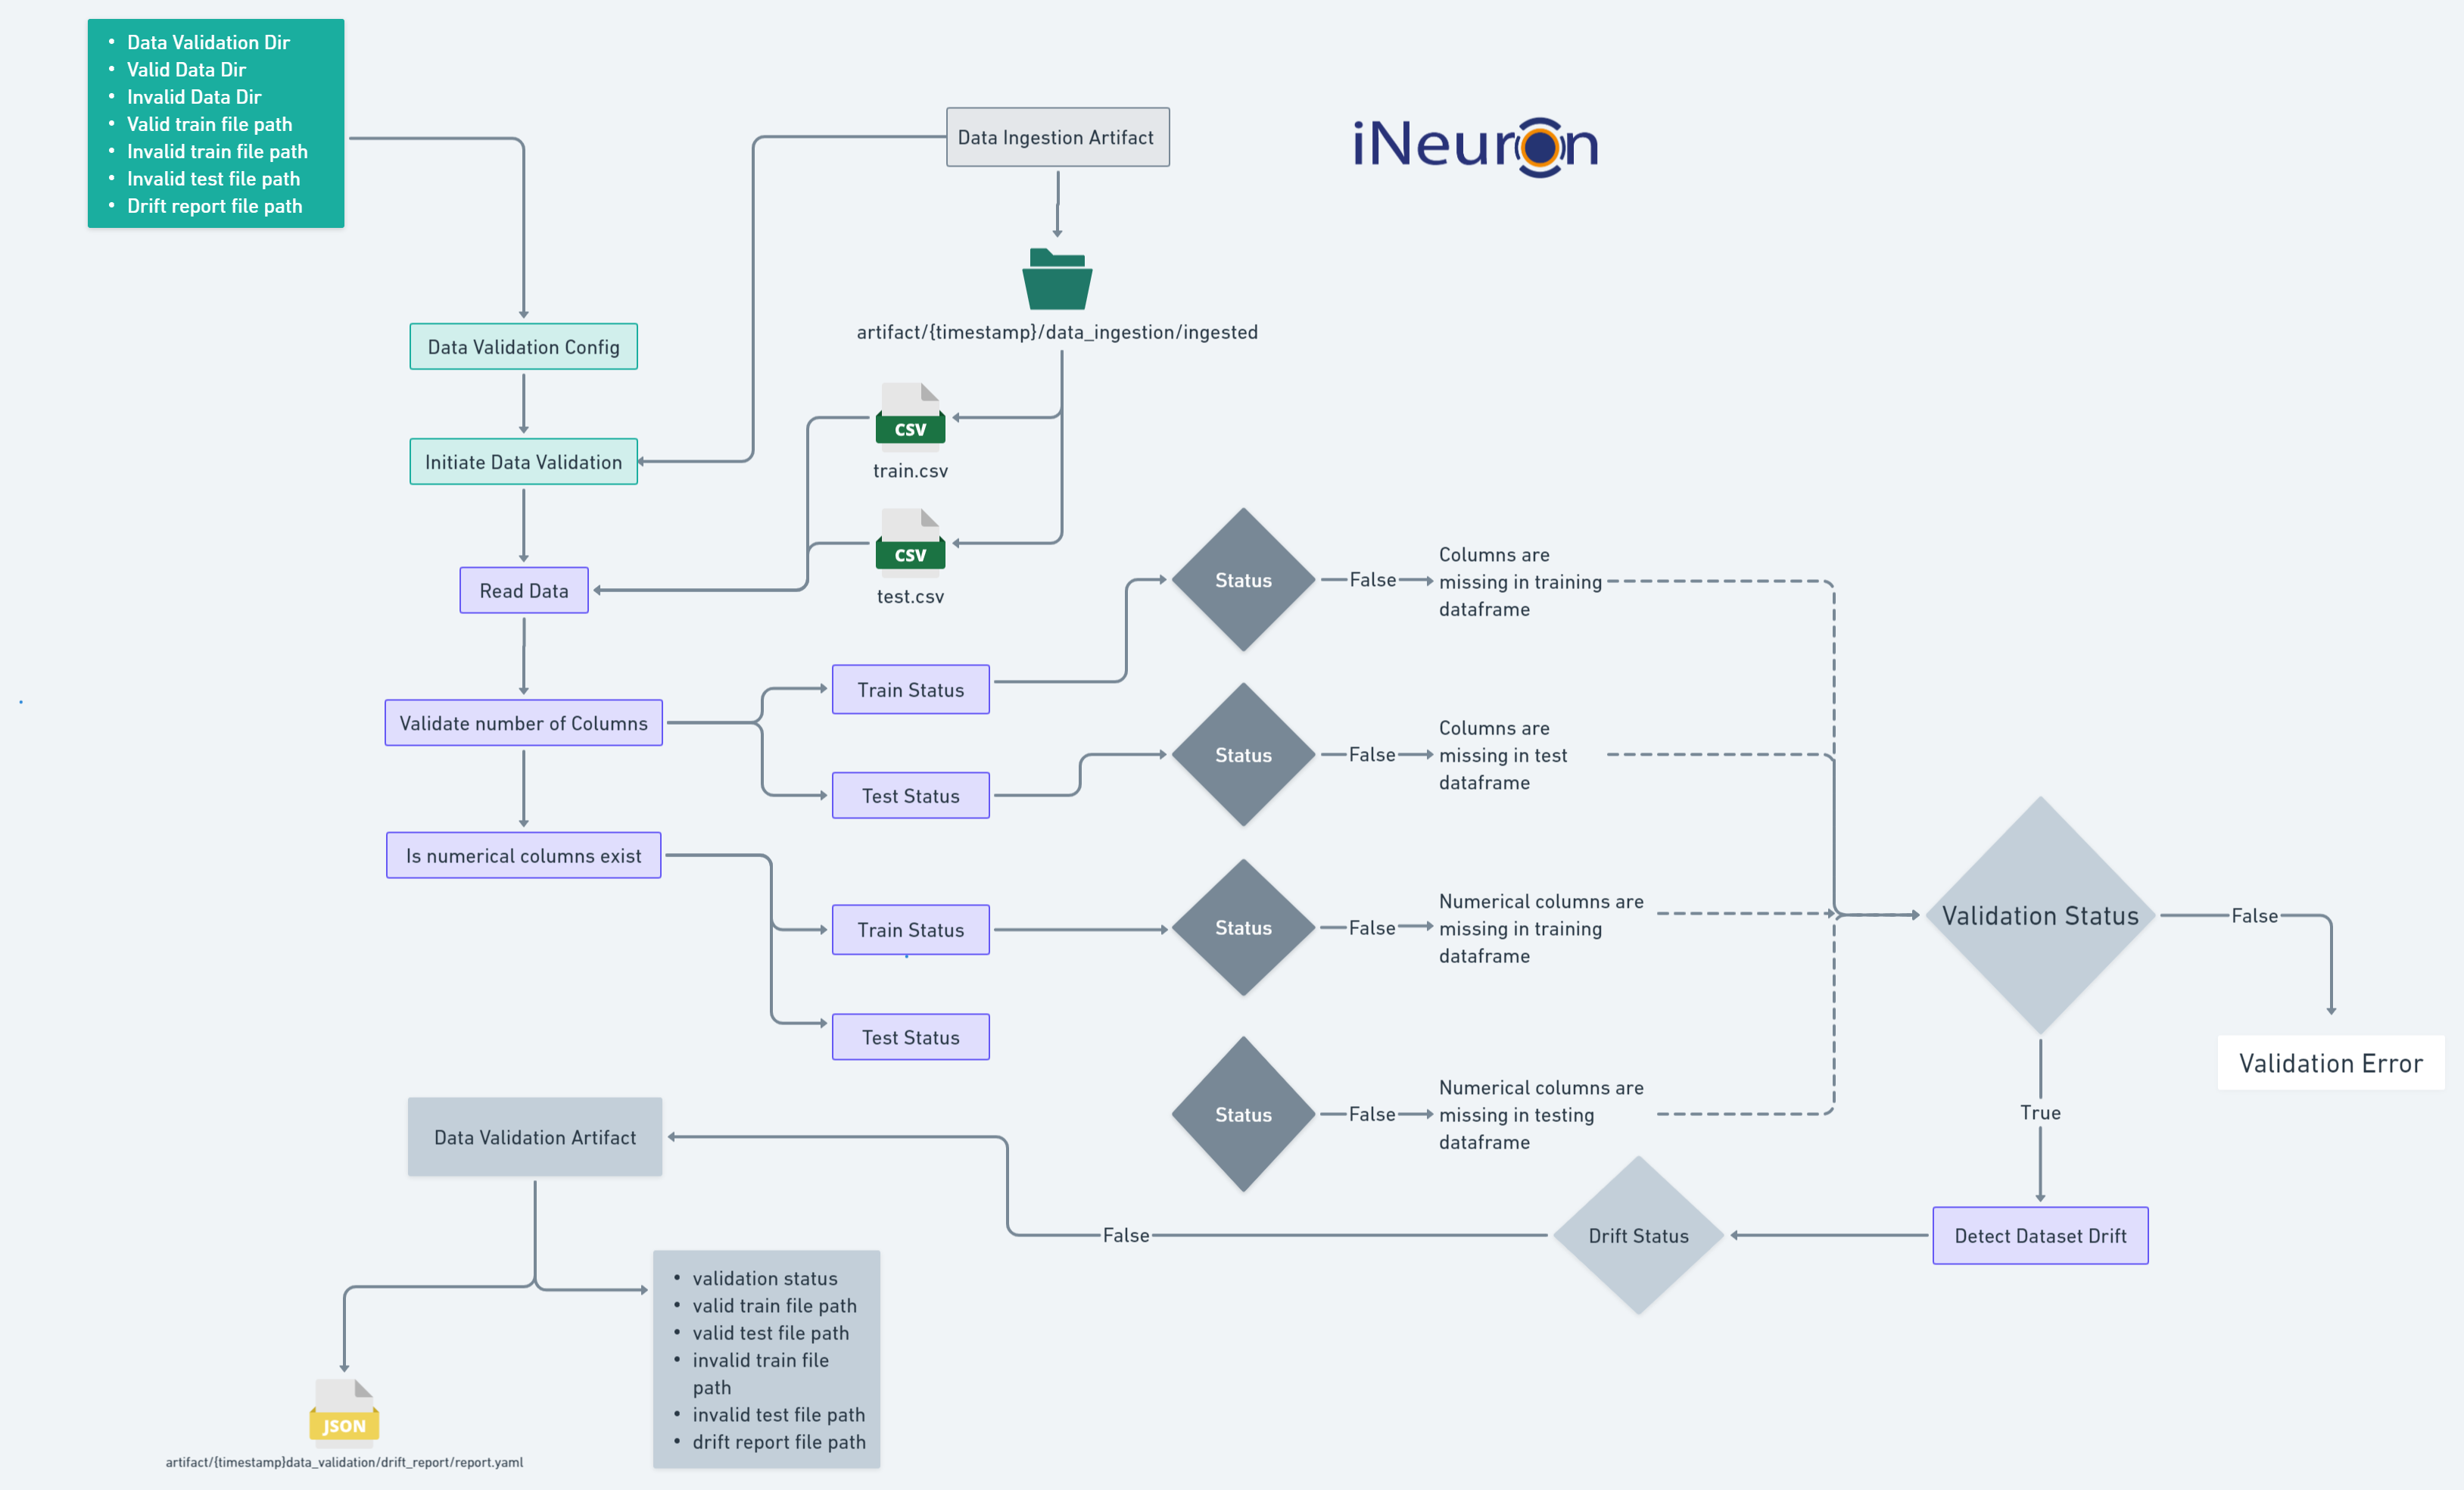 Data Validation Dir
Valid Data Dir
Invalid Data Dir
Valid train file path
Invalid train file path
Invalid test file path
Drift report file path
Data Ingestion Artifact
iNeuron
artifact/{timestamp}/data_ingestion/ingested
Data Validation Config
CSV
train.csv
Initiate Data Validation
CSV
test.csv
Read Data
Status
False
Columns are
missing in training
dataframe
Train Status
Validate number of Columns
Test Status
Status
False
Columns are
missing in test
dataframe
Is numerical columns exist
Train Status
Status
False
Numerical columns are
missing in training
dataframe
Validation Status
False
Validation Error
Test Status
Status
False
Numerical columns are
missing in testing
dataframe
True
Data Validation Artifact
False
Drift Status
Detect Dataset Drift
validation status
valid train file path
valid test file path
invalid train file
path
invalid test file path
drift report file path
JSON
artifact/{timestamp}data_validation/drift_report/report.yaml